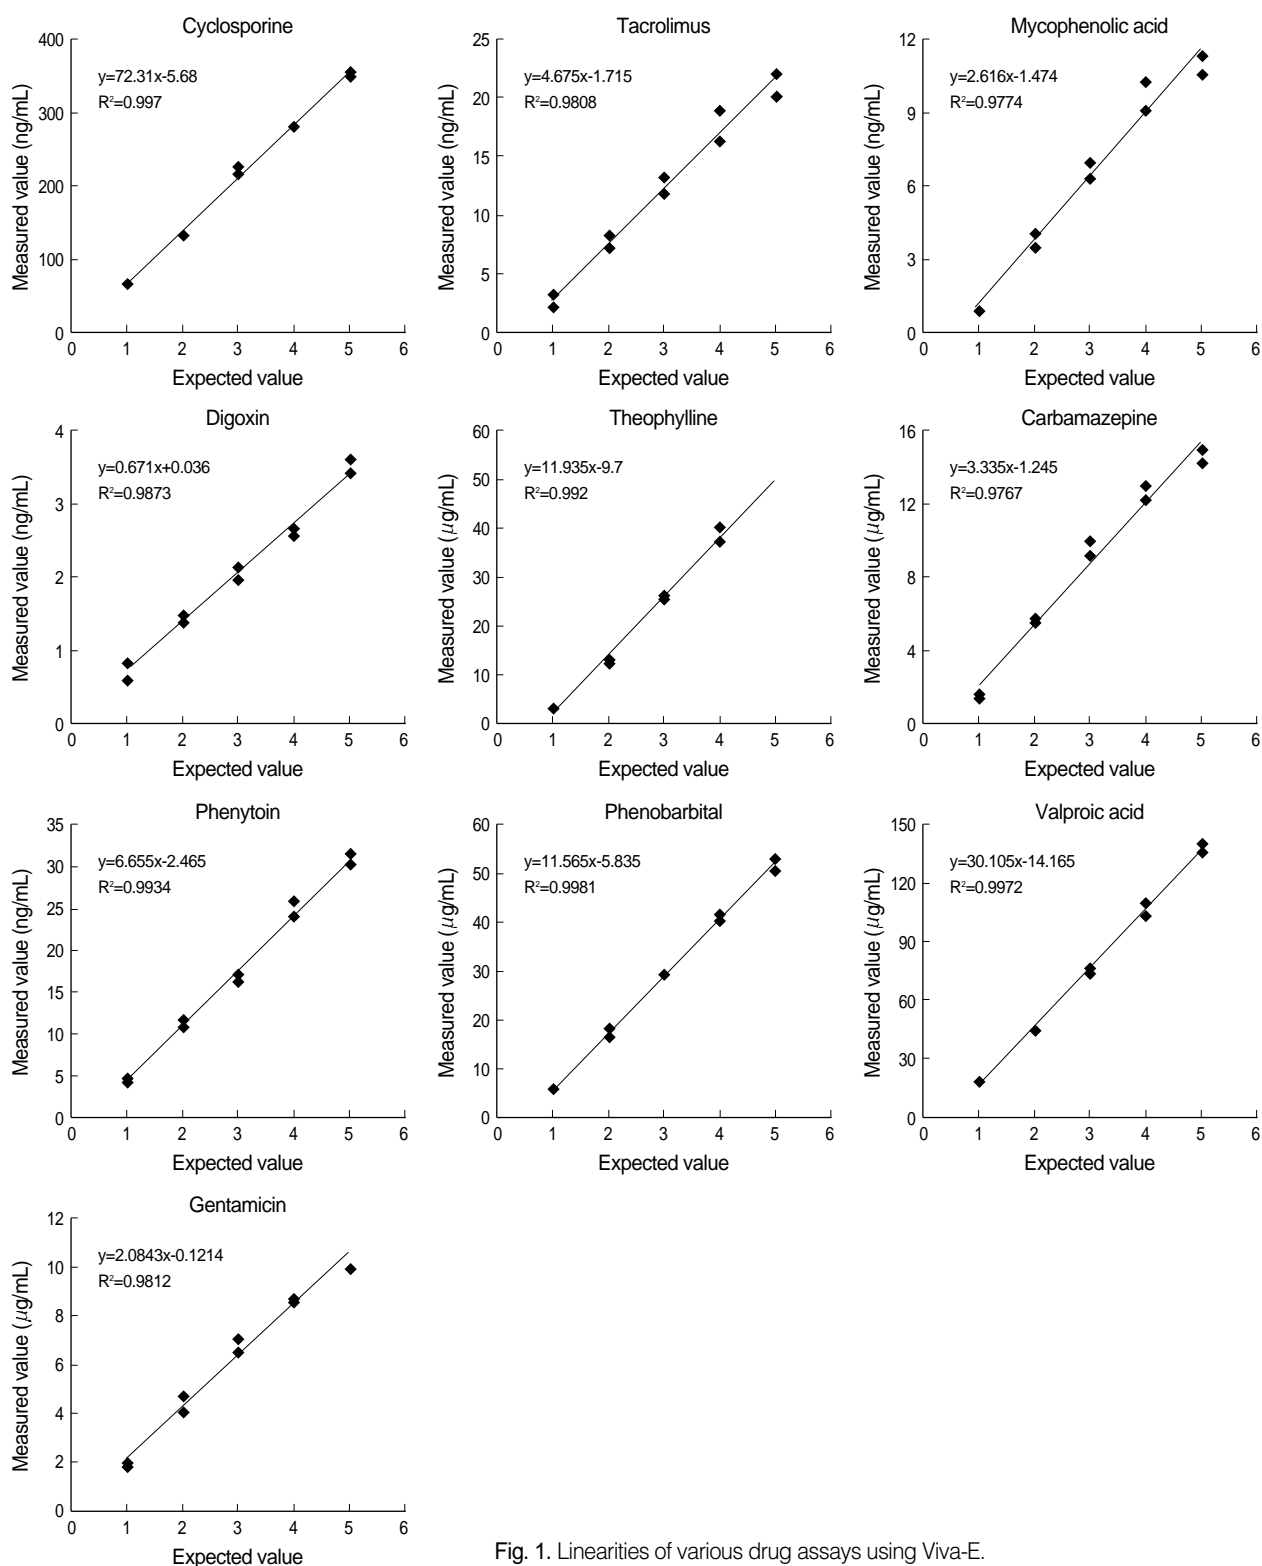 Cyclosporine
y=72.31x-5.68
R²=0.997
Measured value (ng/mL)
400
300
200
100
0
0 1 2 3 4 5 6
Expected value
Tacrolimus
y=4.675x-1.715
R²=0.9808
Measured value (ng/mL)
25
20
15
10
5
0
0 1 2 3 4 5 6
Expected value
Mycophenolic acid
y=2.616x-1.474
R²=0.9774
Measured value (ng/mL)
12
9
6
3
0
0 1 2 3 4 5 6
Expected value
Digoxin
y=0.671x+0.036
R²=0.9873
Measured value (ng/mL)
4
3
2
1
0
0 1 2 3 4 5 6
Expected value
Theophylline
y=11.935x-9.7
R²=0.992
Measured value (μg/mL)
60
50
40
30
20
10
0
0 1 2 3 4 5 6
Expected value
Carbamazepine
y=3.335x-1.245
R²=0.9767
Measured value (μg/mL)
16
12
8
4
0
0 1 2 3 4 5 6
Expected value
Phenytoin
y=6.655x-2.465
R²=0.9934
Measured value (ng/mL)
35
30
25
20
15
10
5
0
0 1 2 3 4 5 6
Expected value
Phenobarbital
y=11.565x-5.835
R²=0.9981
Measured value (μg/mL)
60
50
40
30
20
10
0
0 1 2 3 4 5 6
Expected value
Valproic acid
y=30.105x-14.165
R²=0.9972
Measured value (μg/mL)
150
120
90
60
30
0
0 1 2 3 4 5 6
Expected value
Gentamicin
y=2.0843x-0.1214
R²=0.9812
Measured value (μg/mL)
12
10
8
6
4
2
0
0 1 2 3 4 5 6
Expected value
Fig. 1. Linearities of various drug assays using Viva-E.